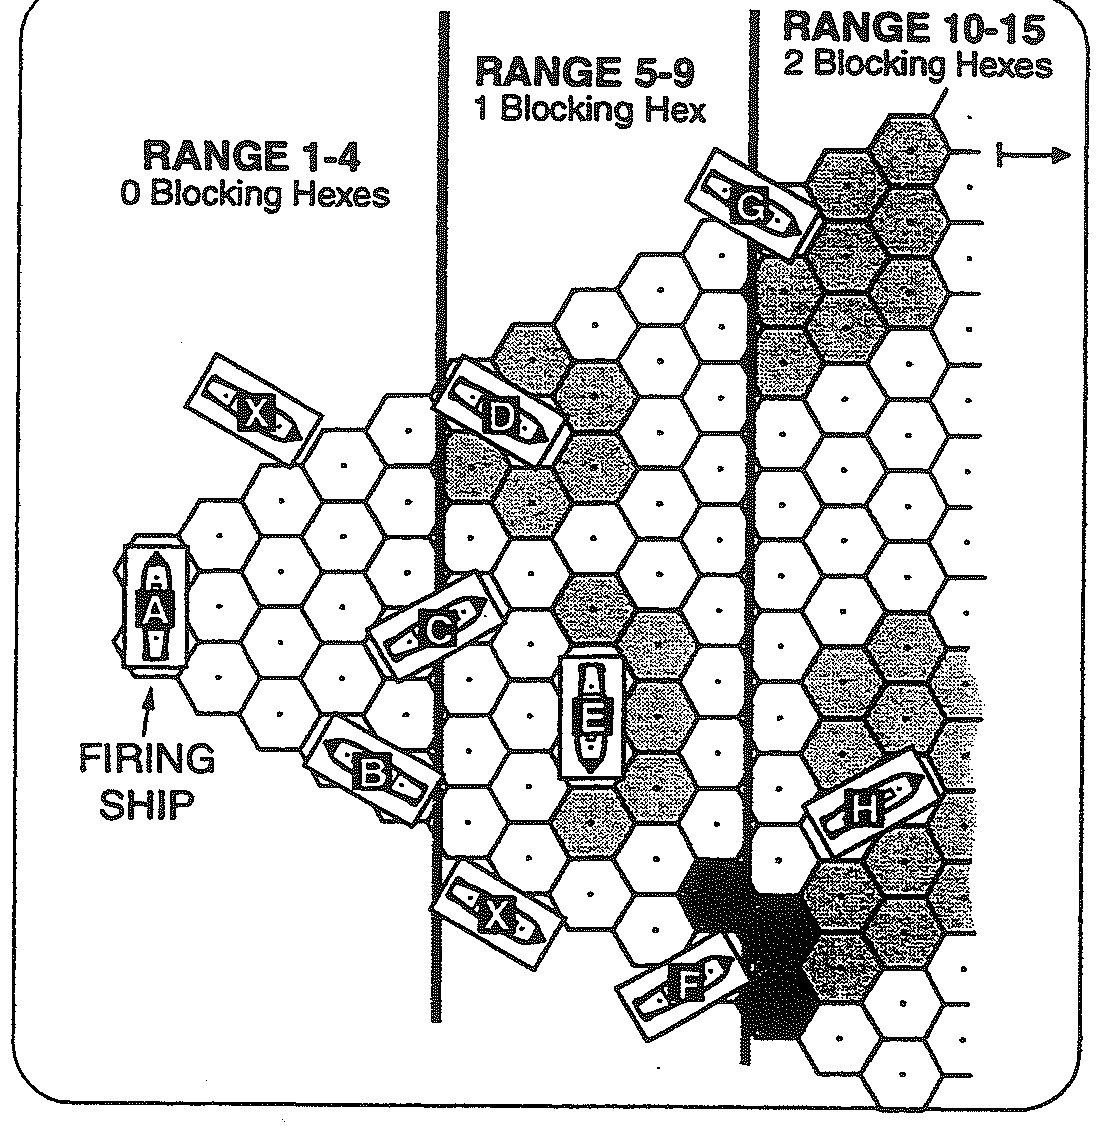 RANGE 10-15
2 Blocking Hexes
RANGE 5-9
1 Blocking Hex
RANGE 1-4
0 Blocking Hexes
G
X
D
A
C
E
B
FIRING
SHIP
H
X
F